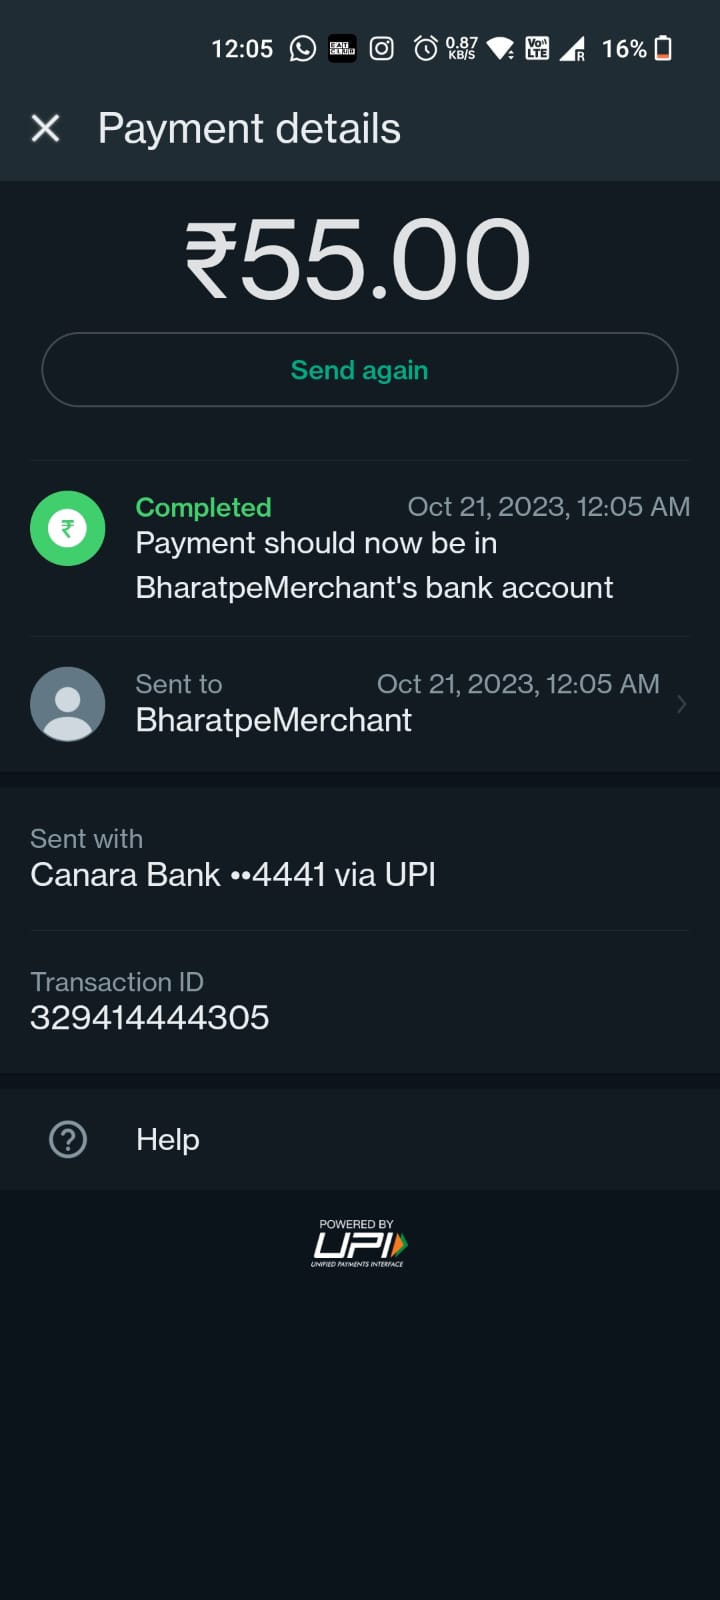 12:05 EAT CLUB 0.87 KB/S Vo)) LTE R 16%
Payment details
₹55.00
Send again
Completed Oct 21, 2023, 12:05 AM
Payment should now be in
BharatpeMerchant's bank account
Sent to Oct 21, 2023, 12:05 AM
BharatpeMerchant
Sent with
Canara Bank ••4441 via UPI
Transaction ID
329414444305
Help
POWERED BY
UPI
UNIFIED PAYMENTS INTERFACE